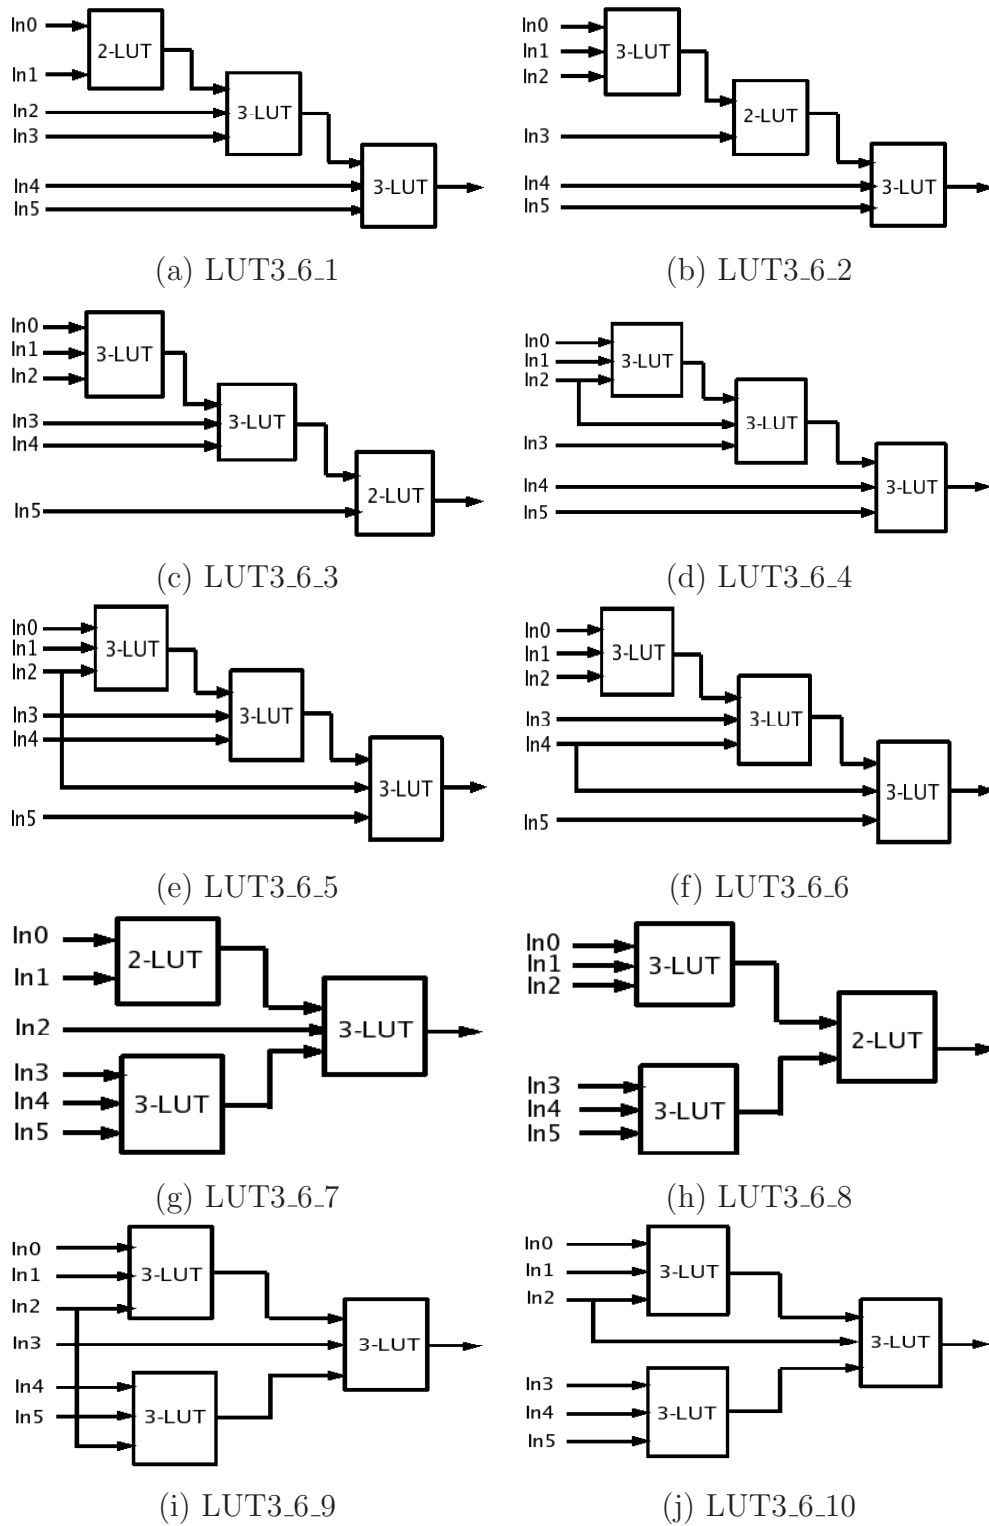 In0
2-LUT
In1
In2
3-LUT
In3
In4
3-LUT
In5
(a) LUT3_6_1
In0
In1
3-LUT
In2
2-LUT
In3
In4
3-LUT
In5
(b) LUT3_6_2
In0
In1
3-LUT
In2
In3
3-LUT
In4
2-LUT
In5
(c) LUT3_6_3
In0
In1
3-LUT
In2
3-LUT
In3
In4
3-LUT
In5
(d) LUT3_6_4
In0
In1
3-LUT
In2
In3
3-LUT
In4
3-LUT
In5
(e) LUT3_6_5
In0
In1
3-LUT
In2
In3
3-LUT
In4
3-LUT
In5
(f) LUT3_6_6
In0
2-LUT
In1
In2
3-LUT
In3
In4
3-LUT
In5
(g) LUT3_6_7
In0
In1
3-LUT
In2
2-LUT
In3
In4
3-LUT
In5
(h) LUT3_6_8
In0
In1
3-LUT
In2
In3
3-LUT
In4
In5
3-LUT
(i) LUT3_6_9
In0
In1
3-LUT
In2
3-LUT
In3
In4
3-LUT
In5
(j) LUT3_6_10